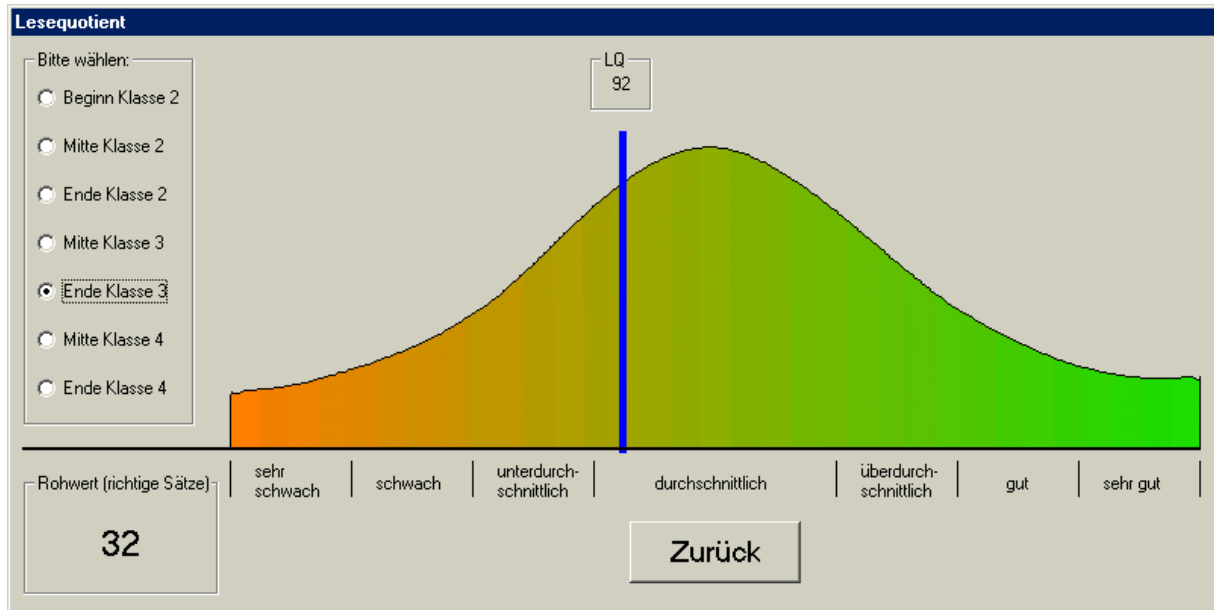 Lesequotient
Bitte wählen:
Beginn Klasse 2
Mitte Klasse 2
Ende Klasse 2
Mitte Klasse 3
Ende Klasse 3
Mitte Klasse 4
Ende Klasse 4
LQ
92
sehr
schwach
schwach
unterdurch-
schnittlich
durchschnittlich
überdurch-
schnittlich
gut
sehr gut
Rohwert (richtige Sätze)
32
Zurück